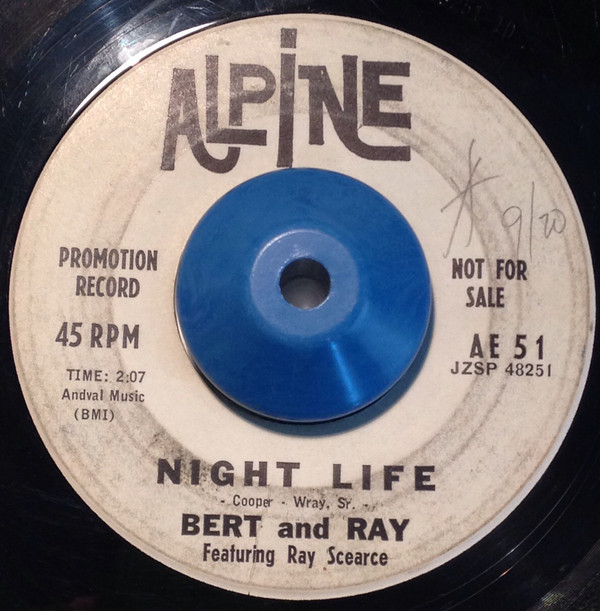 ALPINE
* 9/20
PROMOTION
RECORD
NOT FOR
SALE
45 RPM
AE 51
JZSP 48251
TIME: 2:07
Andval Music
(BMI)
NIGHT LIFE
- Cooper - Wray, Sr. -
BERT and RAY
Featuring Ray Scearce